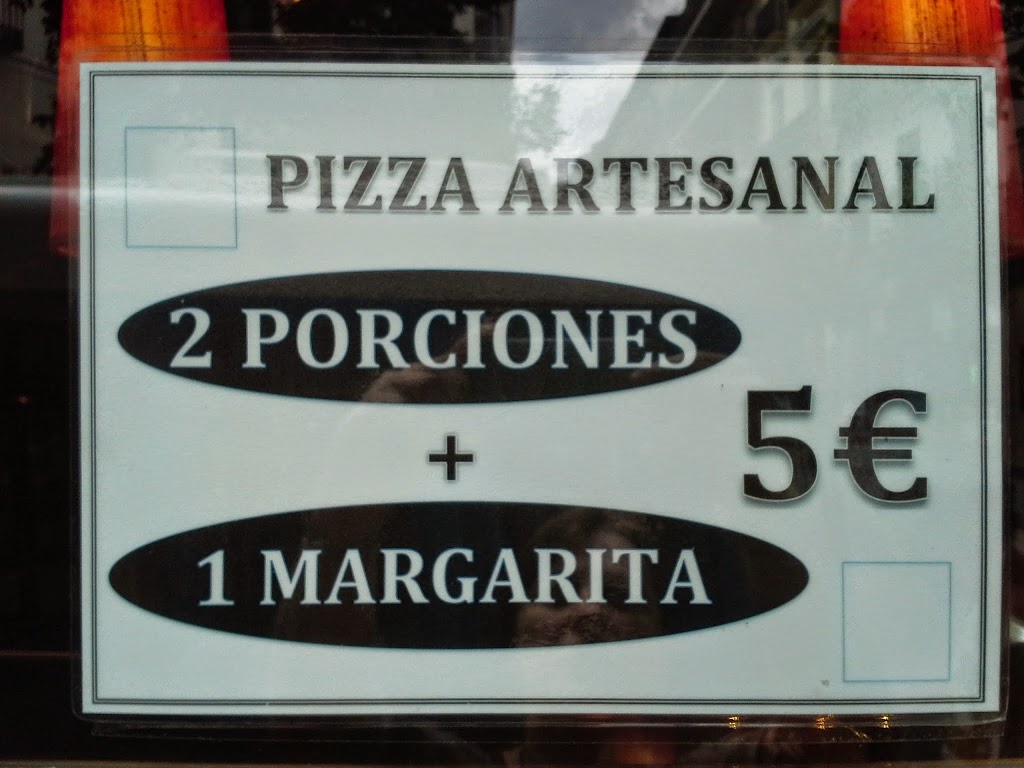 PIZZA ARTESANAL
2 PORCIONES
+
5€
1 MARGARITA